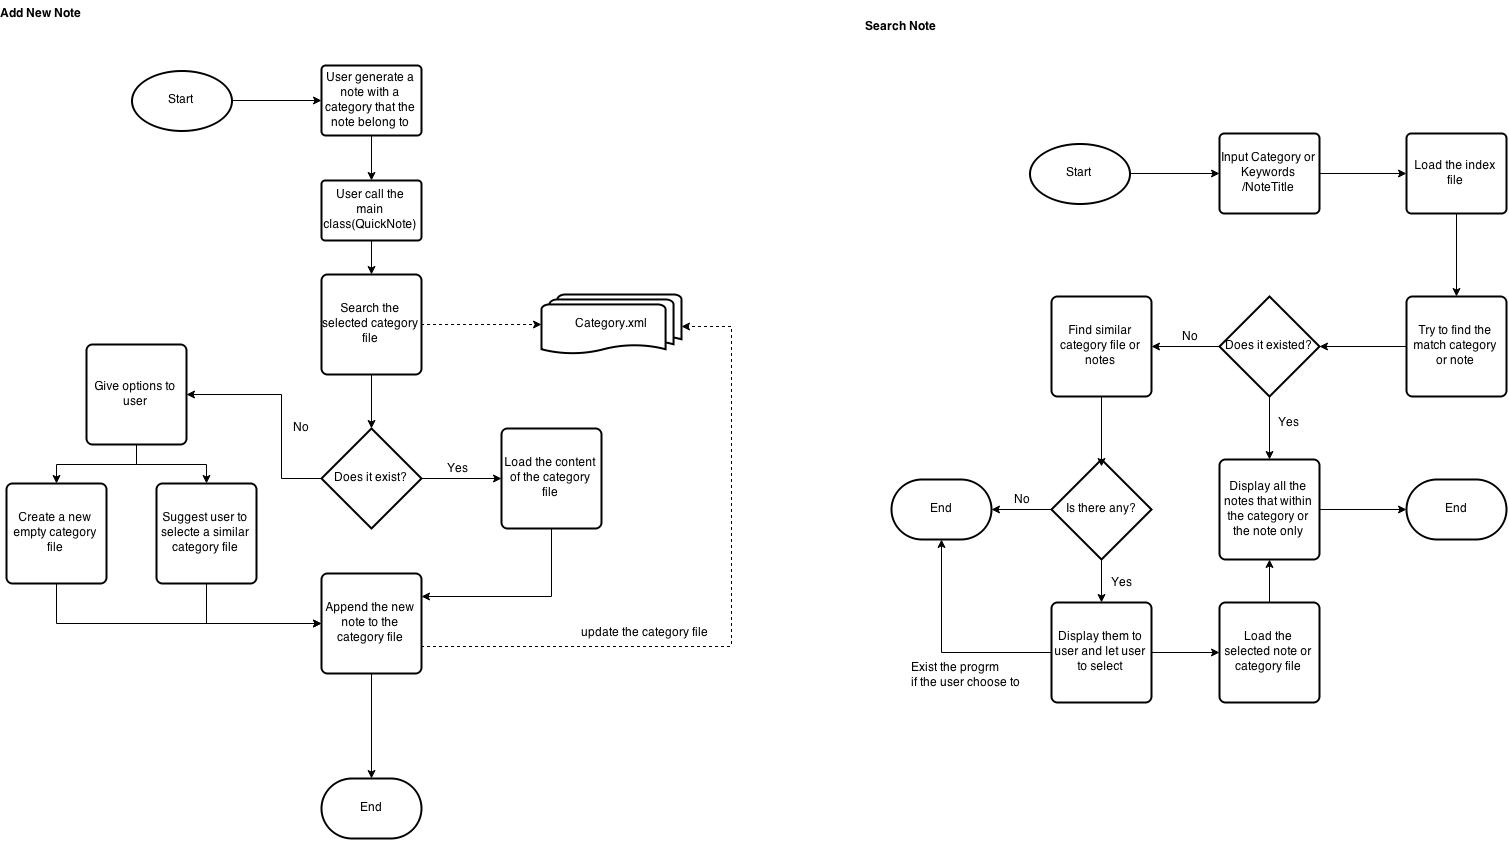 Add New Note
Start
User generate a
note with a
category that the
note belong to
User call the
main
class(QuickNote)
Search the
selected category
file
Category.xml
Does it exist?
No
Yes
Give options to
user
Create a new
empty category
file
Suggest user to
selecte a similar
category file
Load the content
of the category
file
Append the new
note to the
category file
update the category file
End
Search Note
Start
Input Category or
Keywords
/NoteTitle
Load the index
file
Try to find the
match category
or note
Does it existed?
No
Yes
Find similar
category file or
notes
Is there any?
No
End
Yes
Display all the
notes that within
the category or
the note only
End
Display them to
user and let user
to select
Exist the progrm
if the user choose to
Load the
selected note or
category file